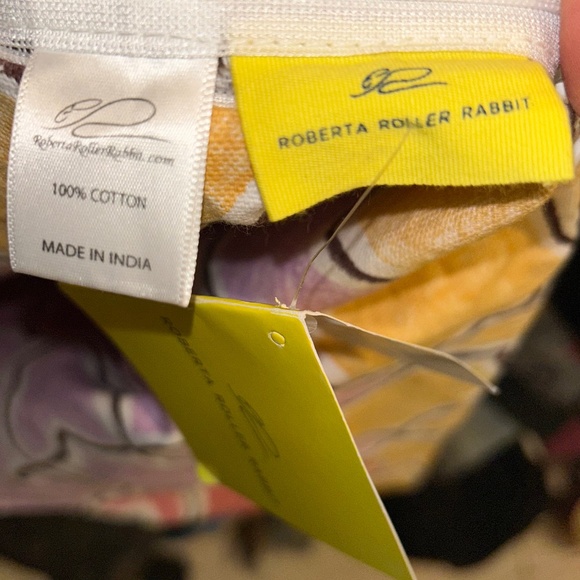 RobertaRollerRabbit.com
100% COTTON
MADE IN INDIA
ROBERTA ROLLER RABBIT
ROBERTA ROLLER RABBIT